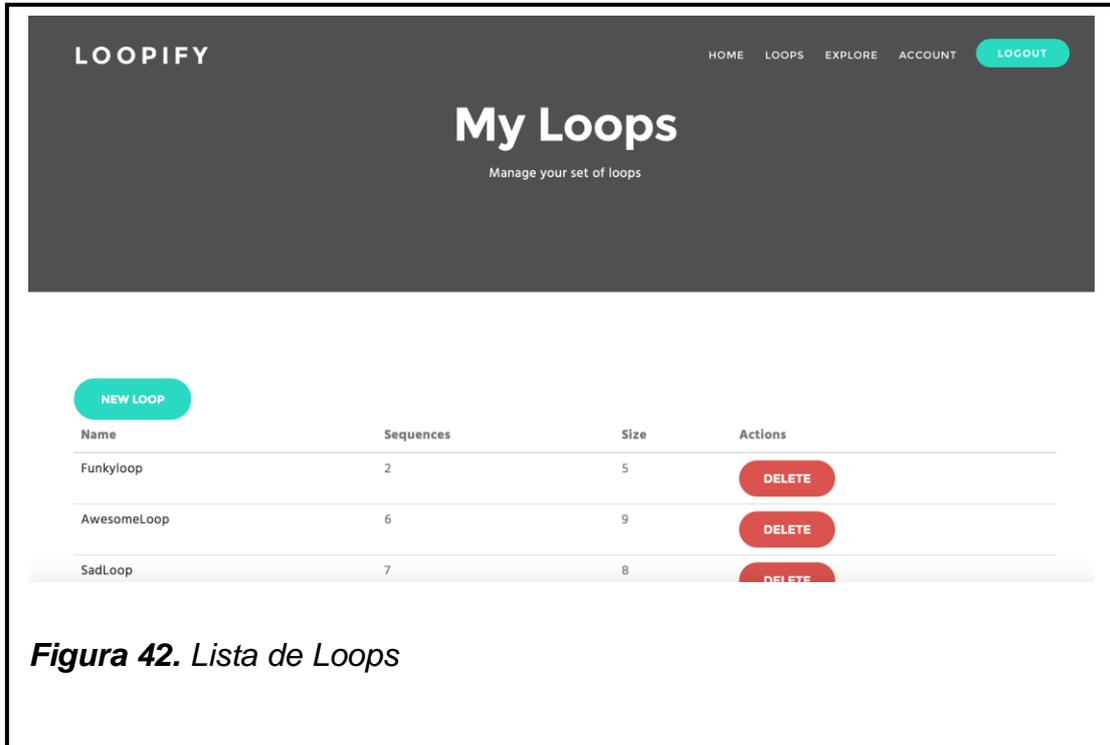 LOOPIFY HOME LOOPS EXPLORE ACCOUNT LOGOUT
My Loops
Manage your set of loops
NEW LOOP
Name Sequences Size Actions
Funkyloop 2 5 DELETE
AwesomeLoop 6 9 DELETE
SadLoop 7 8 DELETE
Figura 42. Lista de Loops